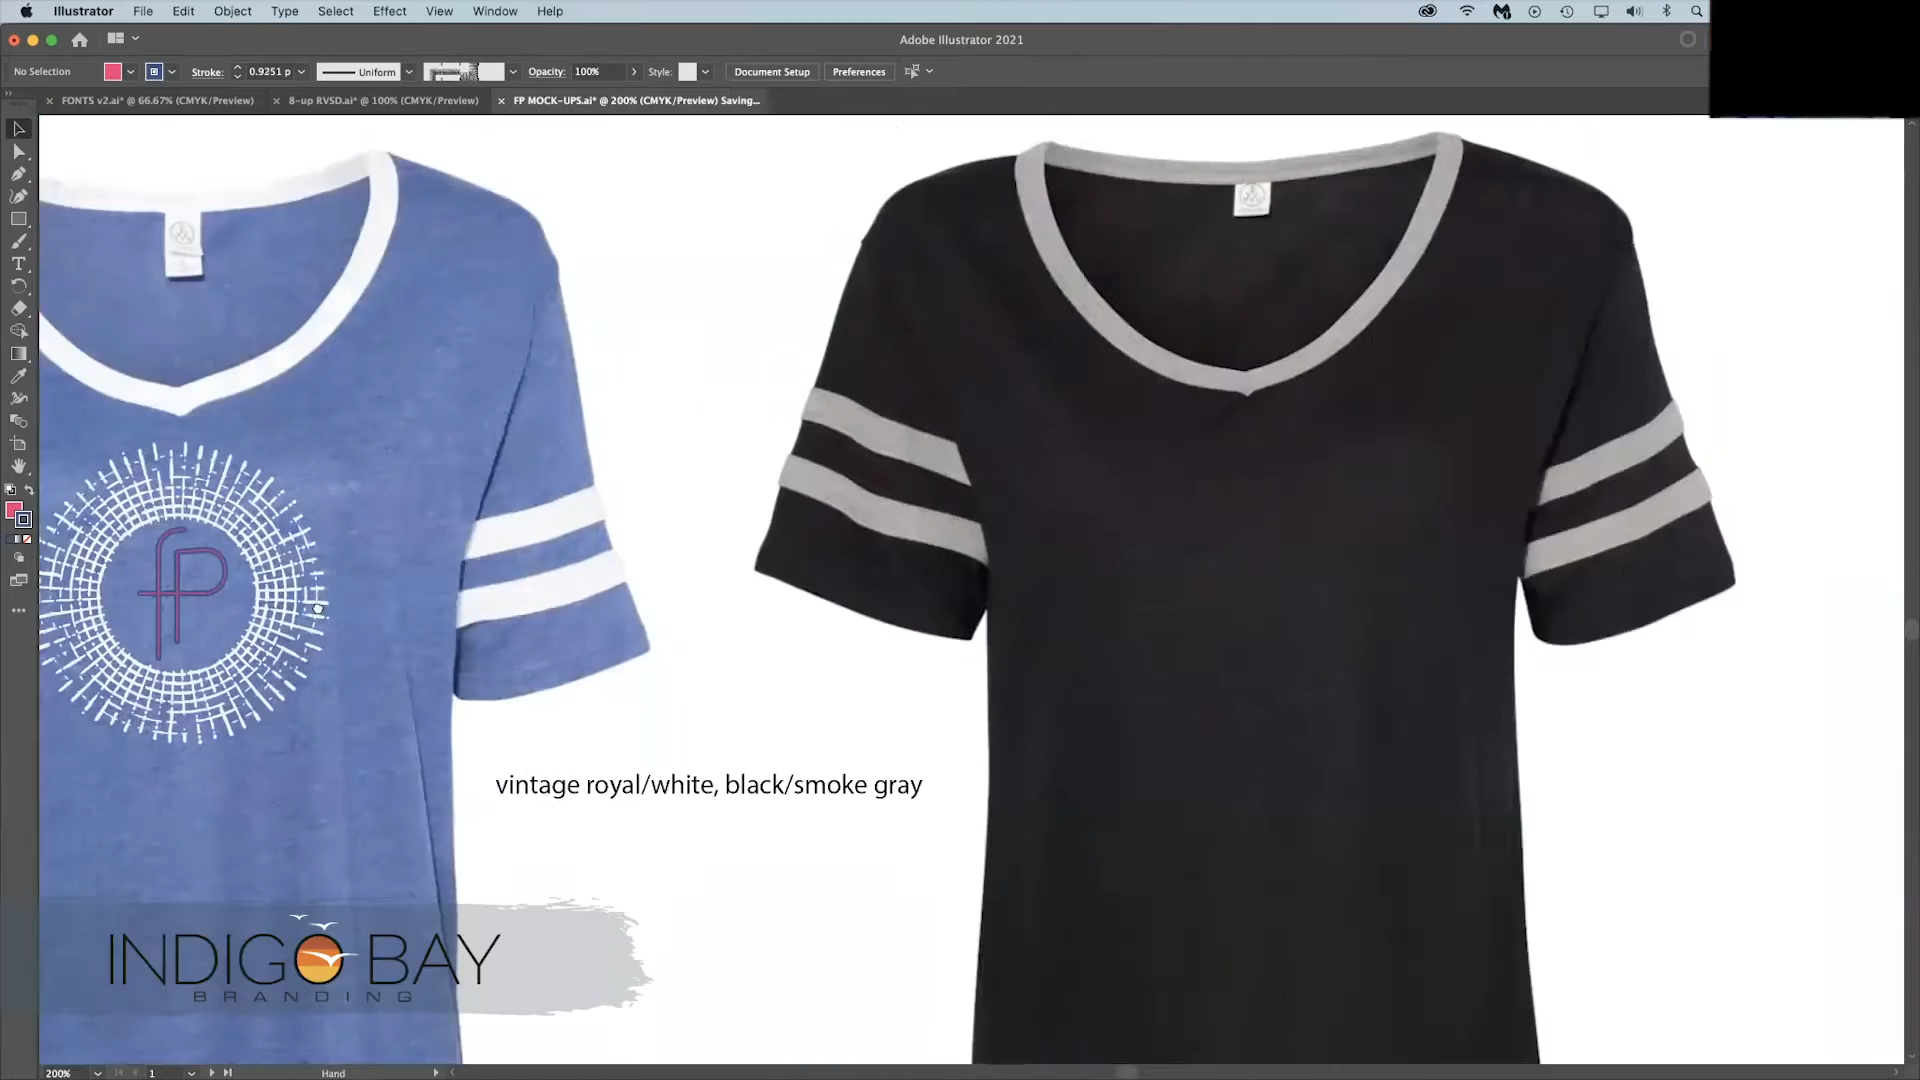 Illustrator File Edit Object Type Select Effect View Window Help
Adobe Illustrator 2021
No Selection Stroke: 0.9251 p Uniform Opacity: 100% Style: Document Setup Preferences
FONTS v2.ai* @ 66.67% (CMYK/Preview) 8-up RVSD.ai* @ 100% (CMYK/Preview) FP MOCK-UPS.ai* @ 200% (CMYK/Preview) Saving...
fP
vintage royal/white, black/smoke gray
INDIGO BAY
BRANDING
200% 1 Hand